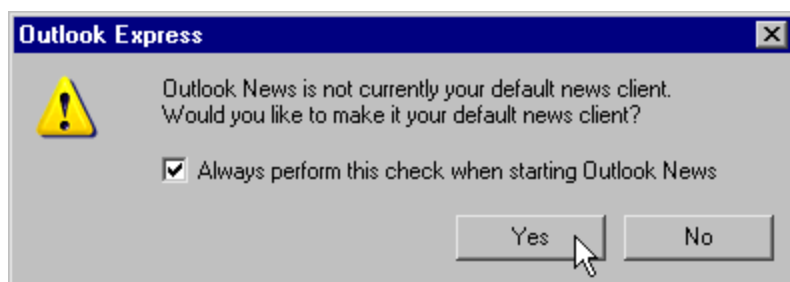 Outlook Express
Outlook News is not currently your default news client.
Would you like to make it your default news client?
Always perform this check when starting Outlook News
Yes No